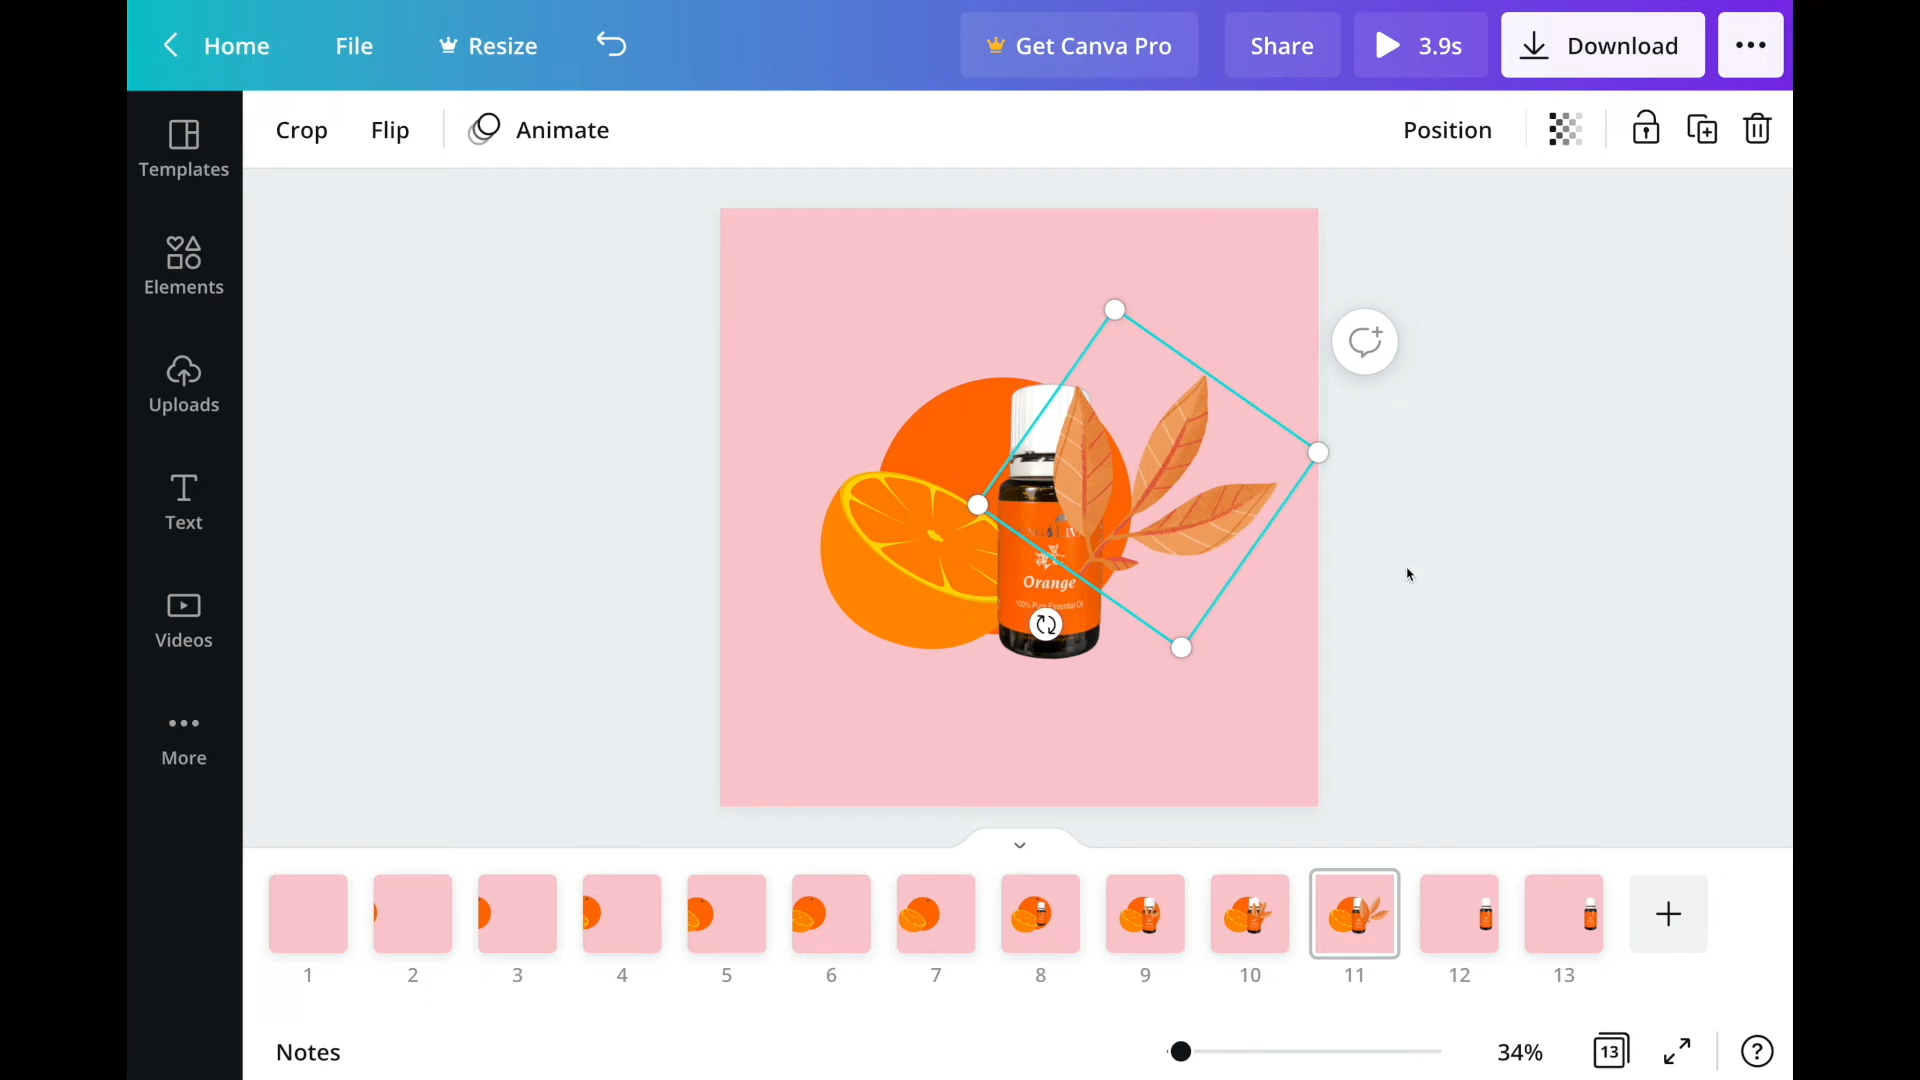 Home File Resize Get Canva Pro Share 3.9s Download
Crop Flip Animate Position
Templates
Elements
Uploads
Text
Videos
More
Orange
100% Pure Essential Oil
1 2 3 4 5 6 7 8 9 10 11 12 13
Notes 34% 13